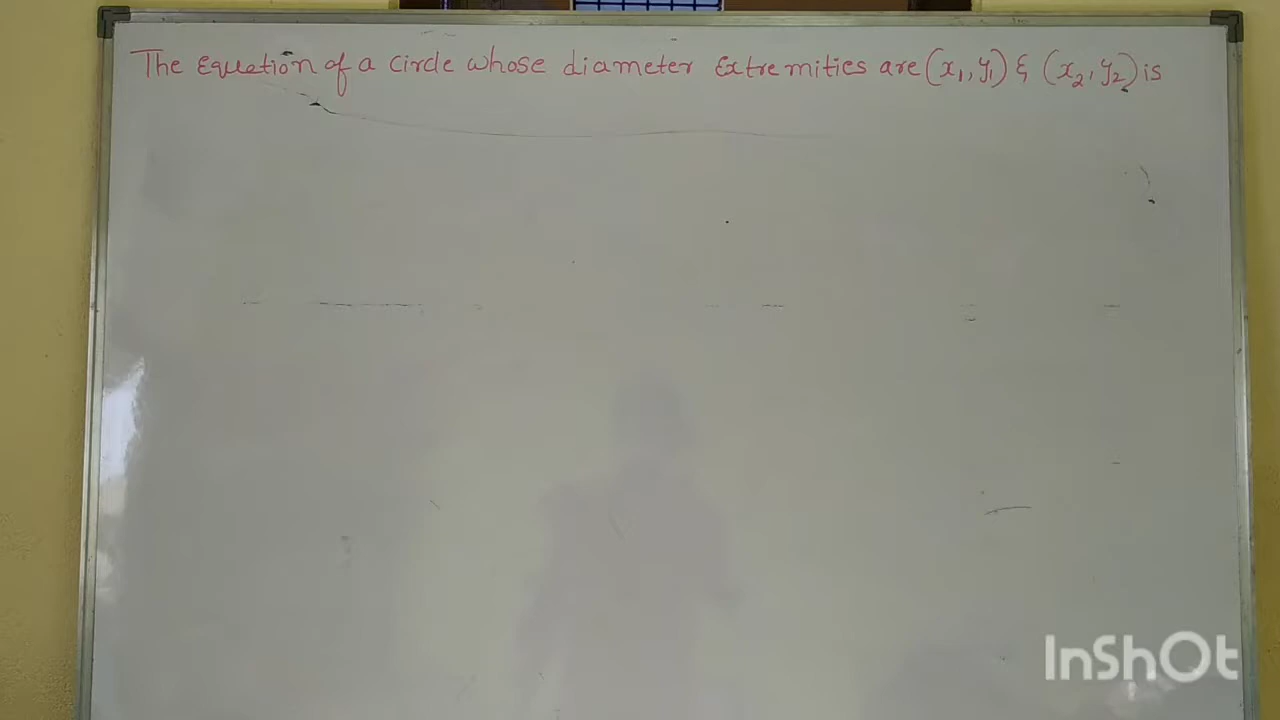 The Equation of a circle whose diameter Extremities are (x₁, y₁) & (x₂, y₂) is
InShOt